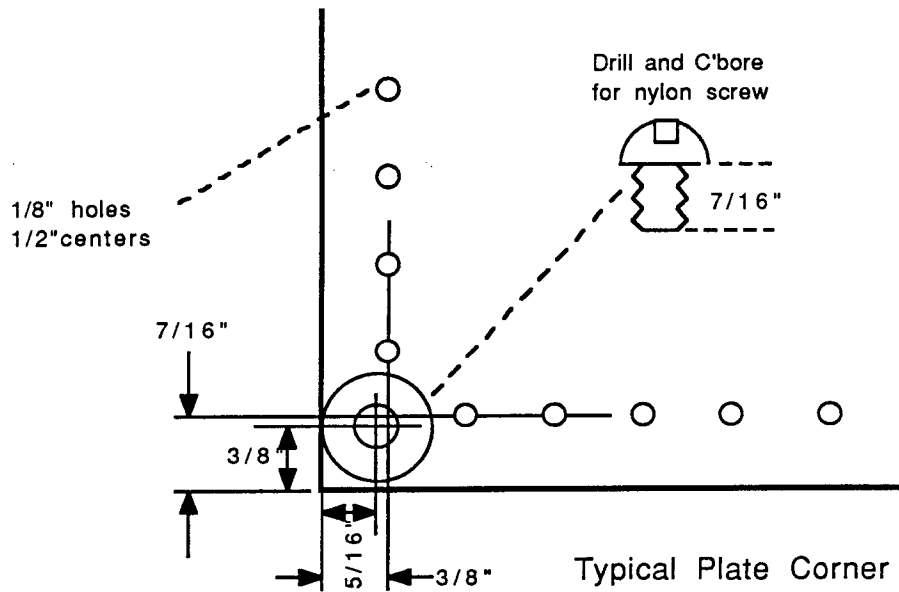 Drill and C'bore
for nylon screw
7/16"
1/8" holes
1/2"centers
7/16"
3/8"
5/16"
3/8"
Typical Plate Corner